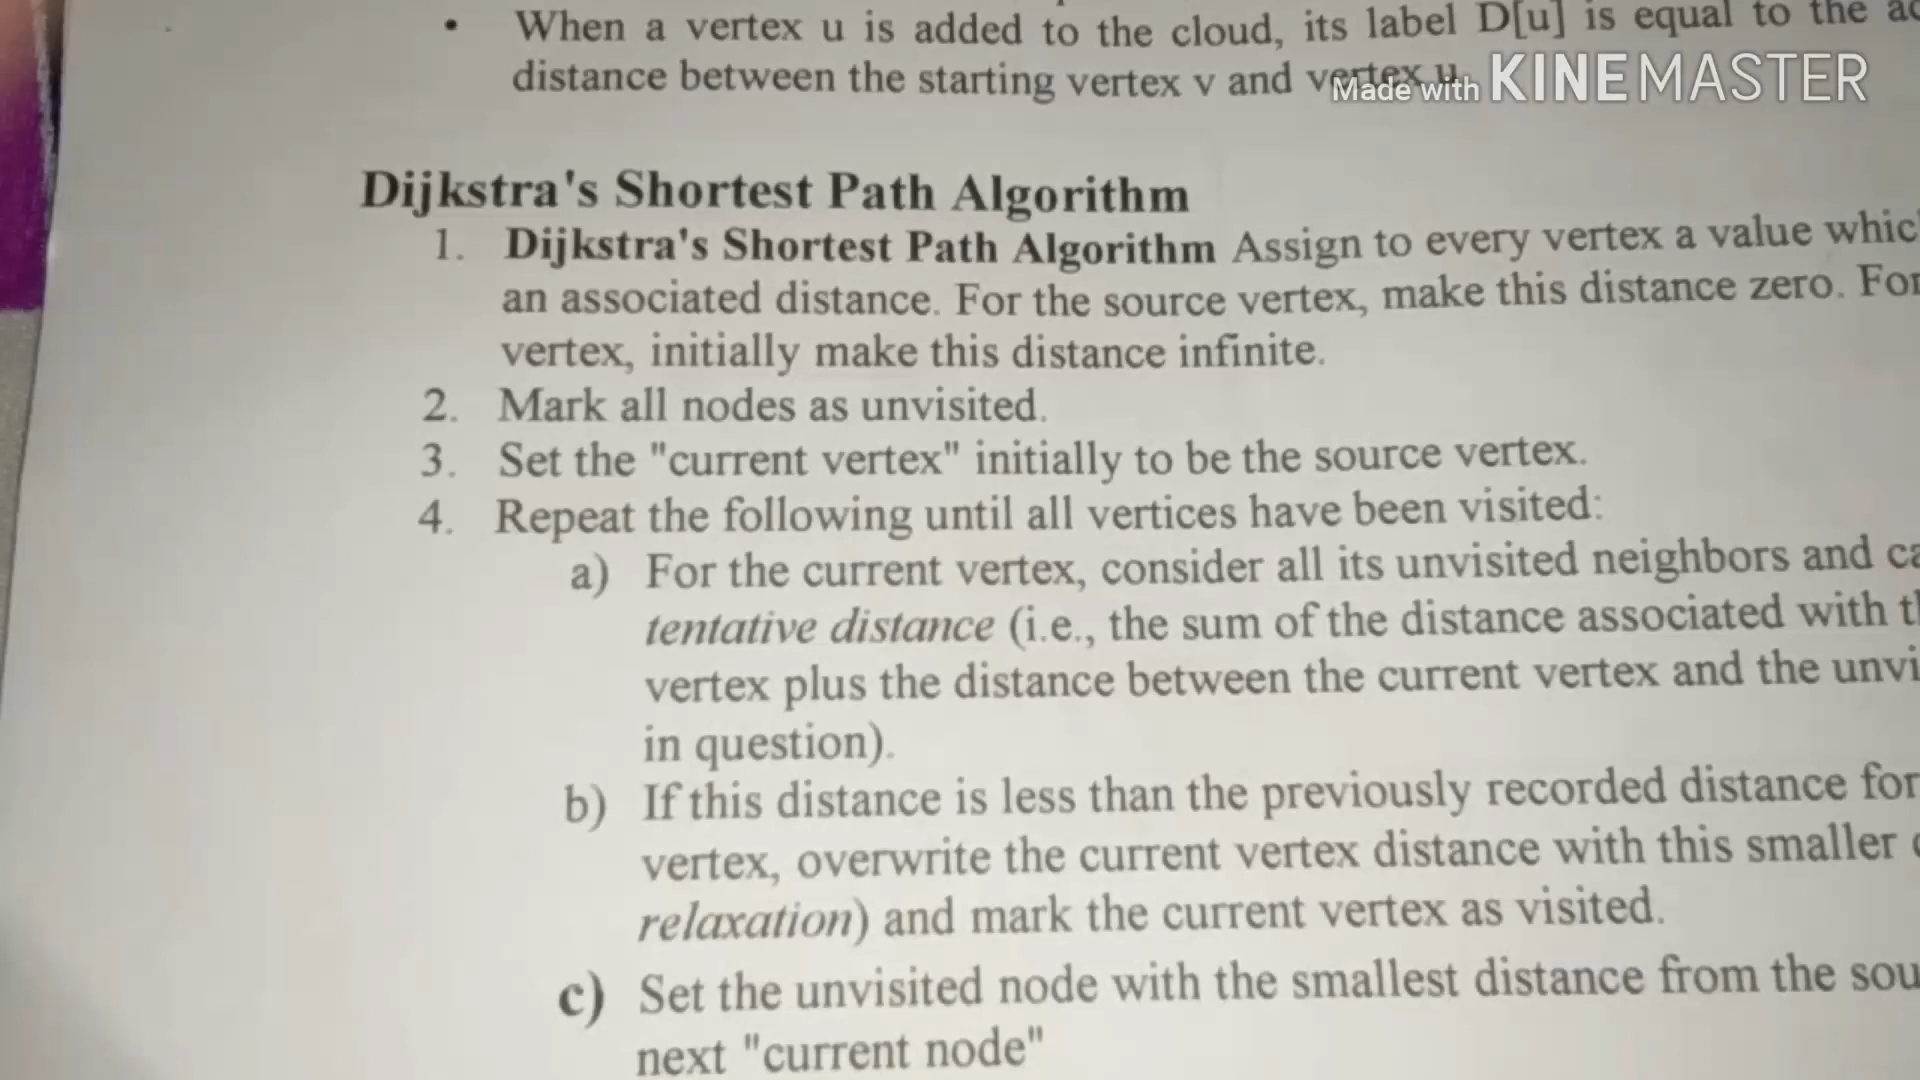 • When a vertex u is added to the cloud, its label D[u] is equal to the
distance between the starting vertex v and vertex u.
Made with KINEMASTER
Dijkstra's Shortest Path Algorithm
1. Dijkstra's Shortest Path Algorithm Assign to every vertex a value
an associated distance. For the source vertex, make this distance zero. For
vertex, initially make this distance infinite.
2. Mark all nodes as unvisited.
3. Set the "current vertex" initially to be the source vertex.
4. Repeat the following until all vertices have been visited:
a) For the current vertex, consider all its unvisited neighbors and
tentative distance (i.e., the sum of the distance associated with
vertex plus the distance between the current vertex and the
in question).
b) If this distance is less than the previously recorded distance for
vertex, overwrite the current vertex distance with this smaller
relaxation) and mark the current vertex as visited.
c) Set the unvisited node with the smallest distance from the
next "current node"